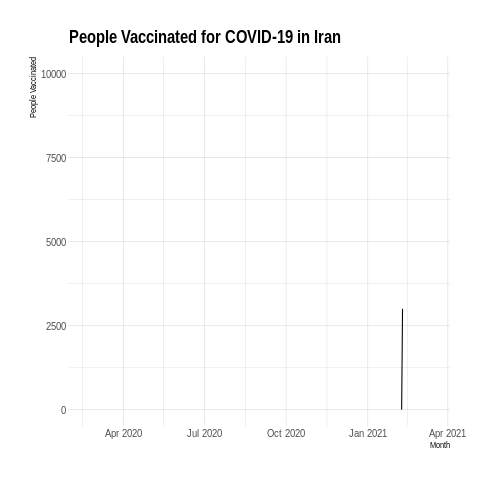 People Vaccinated for COVID-19 in Iran
People Vaccinated
10000
7500
5000
2500
0
Apr 2020 Jul 2020 Oct 2020 Jan 2021 Apr 2021
Month